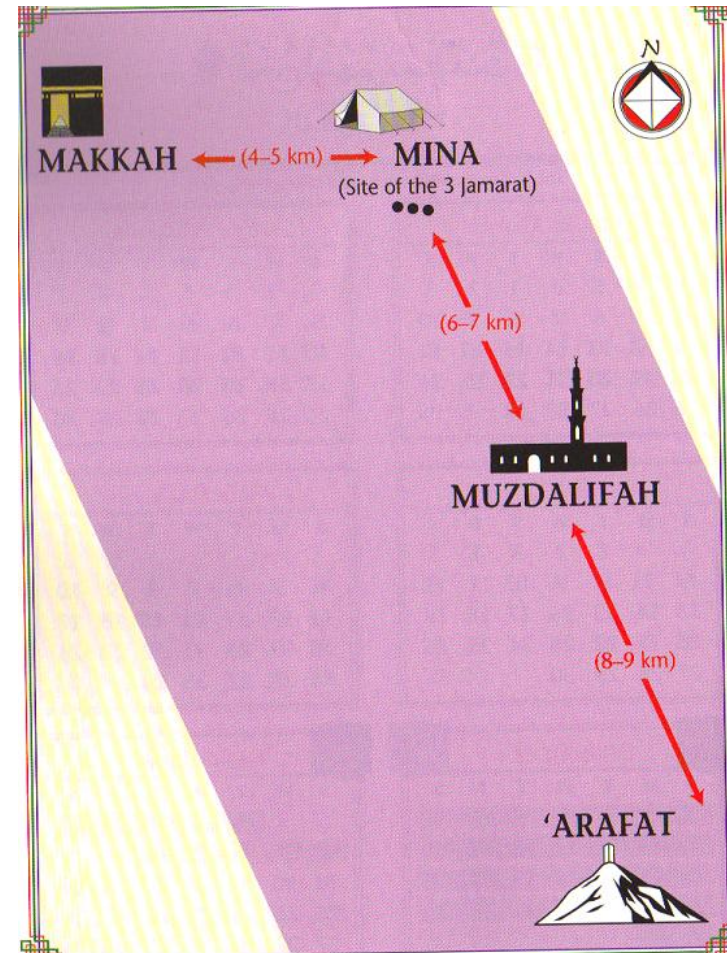 N
MAKKAH
(4–5 km)
MINA
(Site of the 3 Jamarat)
(6–7 km)
MUZDALIFAH
(8–9 km)
‘ARAFAT